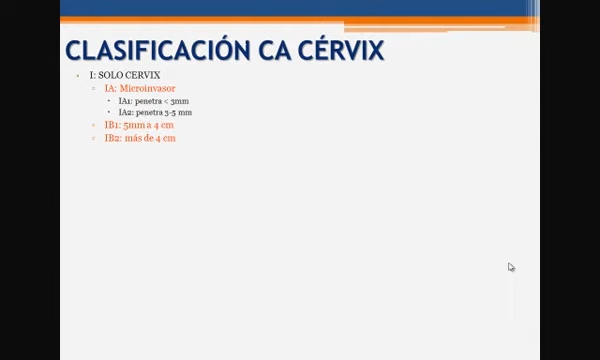 CLASIFICACIÓN CA CÉRVIX
I: SOLO CERVIX
IA: Microinvasor
IA1: penetra < 3mm
IA2: penetra 3-5 mm
IB1: 5mm a 4 cm
IB2: más de 4 cm